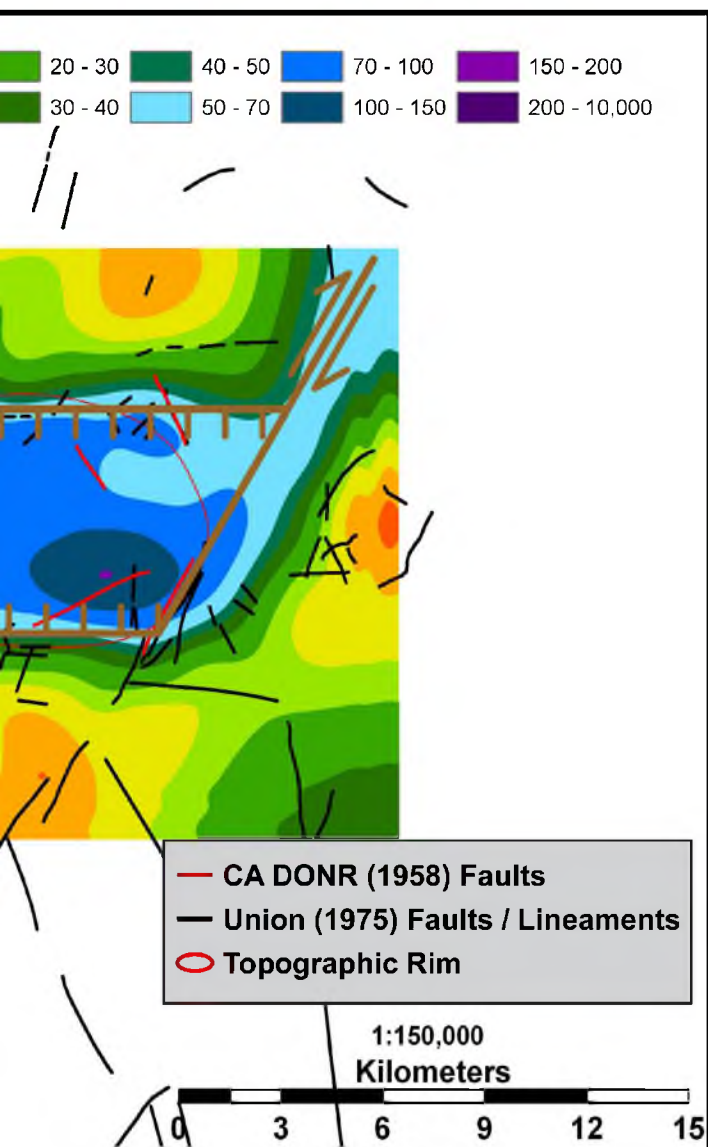 20 - 30 40 - 50 70 - 100 150 - 200
30 - 40 50 - 70 100 - 150 200 - 10,000
CA DONR (1958) Faults
Union (1975) Faults / Lineaments
Topographic Rim
1:150,000
Kilometers
0 3 6 9 12 15